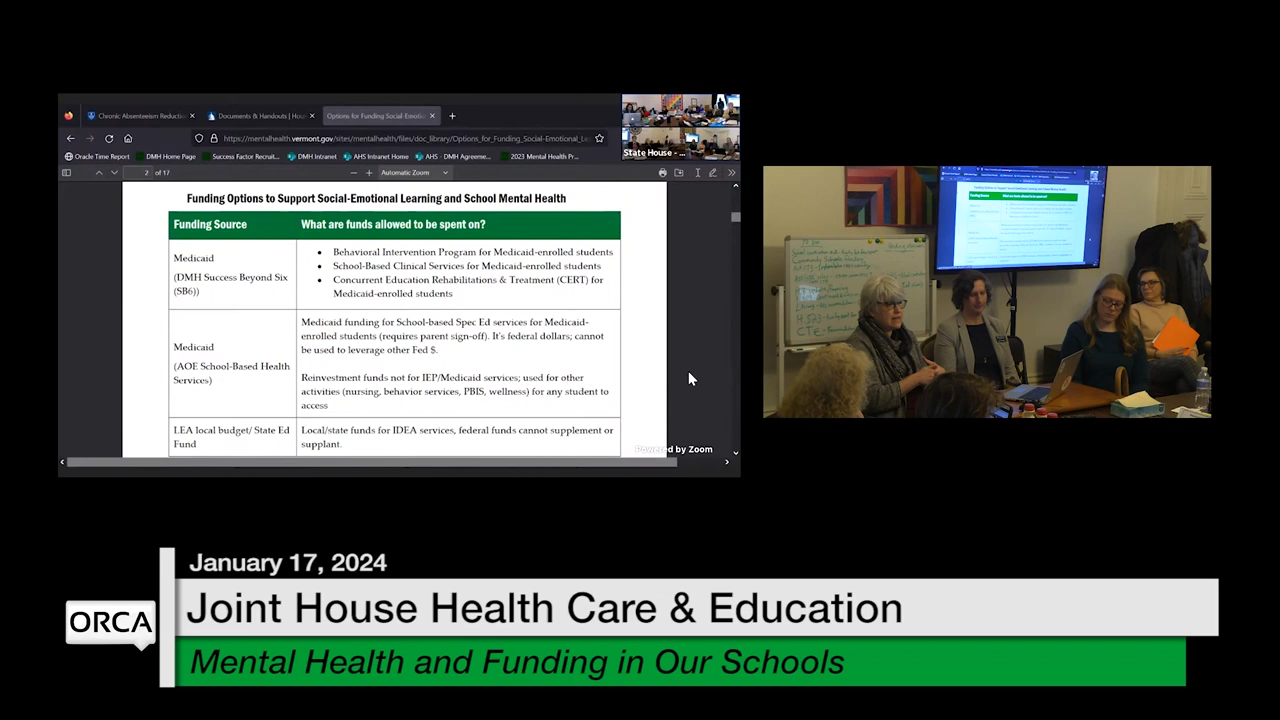 Chronic Absenteeism Reducti
Documents & Handouts | Hou
Options for Funding Social-Emotio
https://mentalhealth.vermont.gov/sites/mentalhealth/files/doc_library/Options_for_Funding_Social-Emotional_Le
State House - ...
Oracle Time Report
DMH Home Page
Success Factor Recruit...
DMH Intranet
AHS Intranet Home
AHS - DMH Agreeme...
2023 Mental Health Pr...
2 of 17
Automatic Zoom
Funding Options to Support Social-Emotional Learning and School Mental Health
Funding Source
What are funds allowed to be spent on?
Medicaid
(DMH Success Beyond Six
(SB6))
• Behavioral Intervention Program for Medicaid-enrolled students
• School-Based Clinical Services for Medicaid-enrolled students
• Concurrent Education Rehabilitations & Treatment (CERT) for
Medicaid-enrolled students
Medicaid
(AOE School-Based Health
Services)
Medicaid funding for School-based Spec Ed services for Medicaid-
enrolled students (requires parent sign-off). It's federal dollars; cannot
be used to leverage other Fed $.
Reinvestment funds not for IEP/Medicaid services; used for other
activities (nursing, behavior services, PBIS, wellness) for any student to
access
LEA local budget/ State Ed
Fund
Local/state funds for IDEA services, federal funds cannot supplement or
supplant.
Powered by Zoom
January 17, 2024
ORCA
Joint House Health Care & Education
Mental Health and Funding in Our Schools